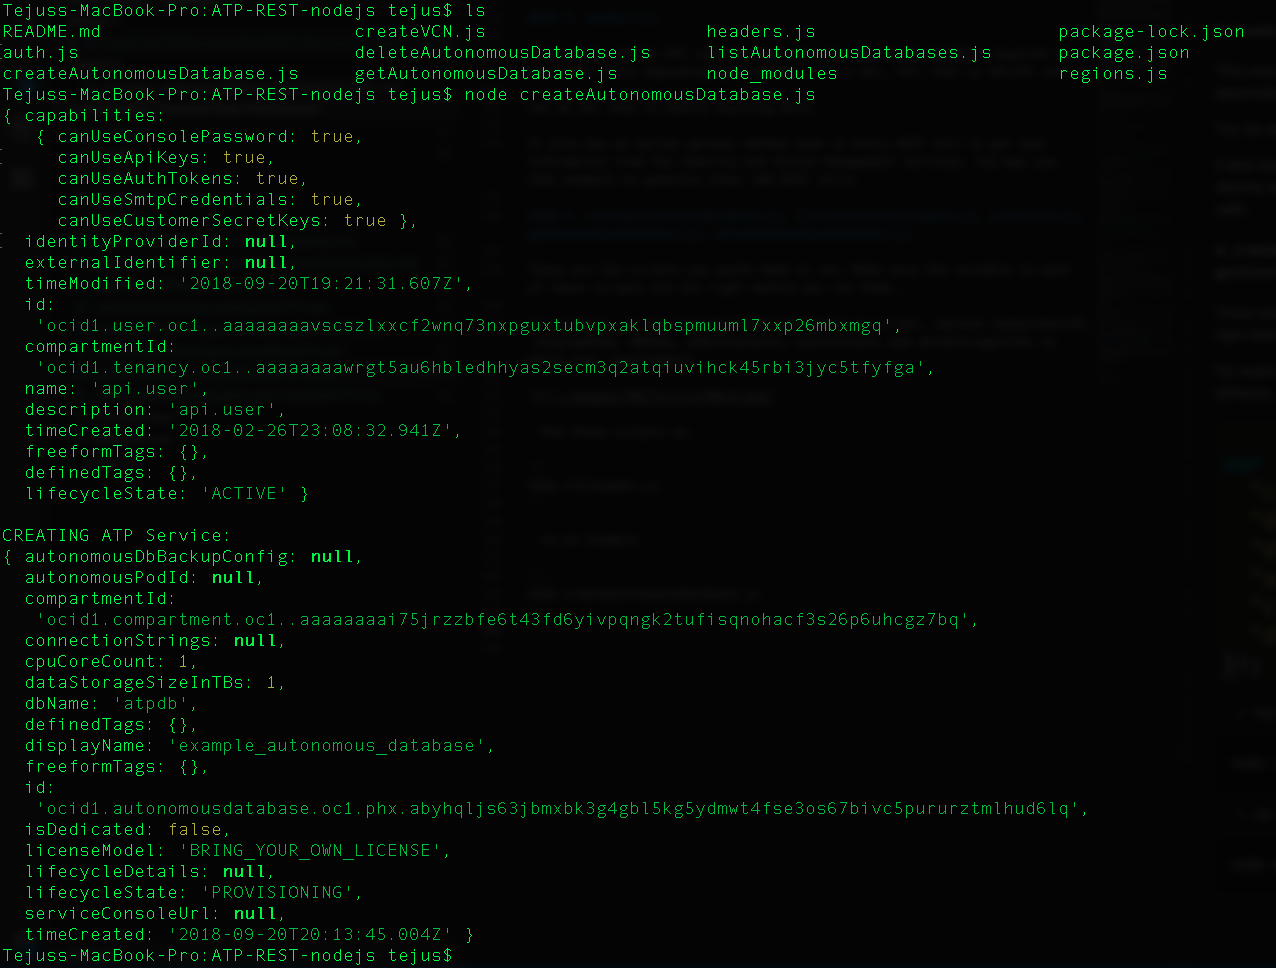 Tejuss-MacBook-Pro:ATP-REST-nodejs tejus$ ls
README.md createVCN.js headers.js package-lock.json
auth.js deleteAutonomousDatabase.js listAutonomousDatabases.js package.json
createAutonomousDatabase.js getAutonomousDatabase.js node_modules regions.js
Tejuss-MacBook-Pro:ATP-REST-nodejs tejus$ node createAutonomousDatabase.js
{ capabilities:
   { canUseConsolePassword: true,
     canUseApiKeys: true,
     canUseAuthTokens: true,
     canUseSmtpCredentials: true,
     canUseCustomerSecretKeys: true },
  identityProviderId: null,
  externalIdentifier: null,
  timeModified: '2018-09-20T19:21:31.607Z',
  id:
   'ocid1.user.oc1..aaaaaaaavscszlxxcf2wnq73nxpguxtubvpxaklqbspmuuml7xxp26mbxmgq',
  compartmentId:
   'ocid1.tenancy.oc1..aaaaaaaawrgt5au6hbledhhyas2secm3q2atqiuvihck45rbi3jyc5tfyfga',
  name: 'api.user',
  description: 'api.user',
  timeCreated: '2018-02-26T23:08:32.941Z',
  freeformTags: {},
  definedTags: {},
  lifecycleState: 'ACTIVE' }
CREATING ATP Service:
{ autonomousDbBackupConfig: null,
  autonomousPodId: null,
  compartmentId:
   'ocid1.compartment.oc1..aaaaaaaai75jrzzbfe6t43fd6yivpqngk2tufisqnohacf3s26p6uhcgz7bq',
  connectionStrings: null,
  cpuCoreCount: 1,
  dataStorageSizeInTBs: 1,
  dbName: 'atpdb',
  definedTags: {},
  displayName: 'example_autonomous_database',
  freeformTags: {},
  id:
   'ocid1.autonomousdatabase.oc1.phx.abyhqljs63jbmxbk3g4gbl5kg5ydmwt4fse3os67bivc5pururztmlhud6lq',
  isDedicated: false,
  licenseModel: 'BRING_YOUR_OWN_LICENSE',
  lifecycleDetails: null,
  lifecycleState: 'PROVISIONING',
  serviceConsoleUrl: null,
  timeCreated: '2018-09-20T20:13:45.004Z' }
Tejuss-MacBook-Pro:ATP-REST-nodejs tejus$